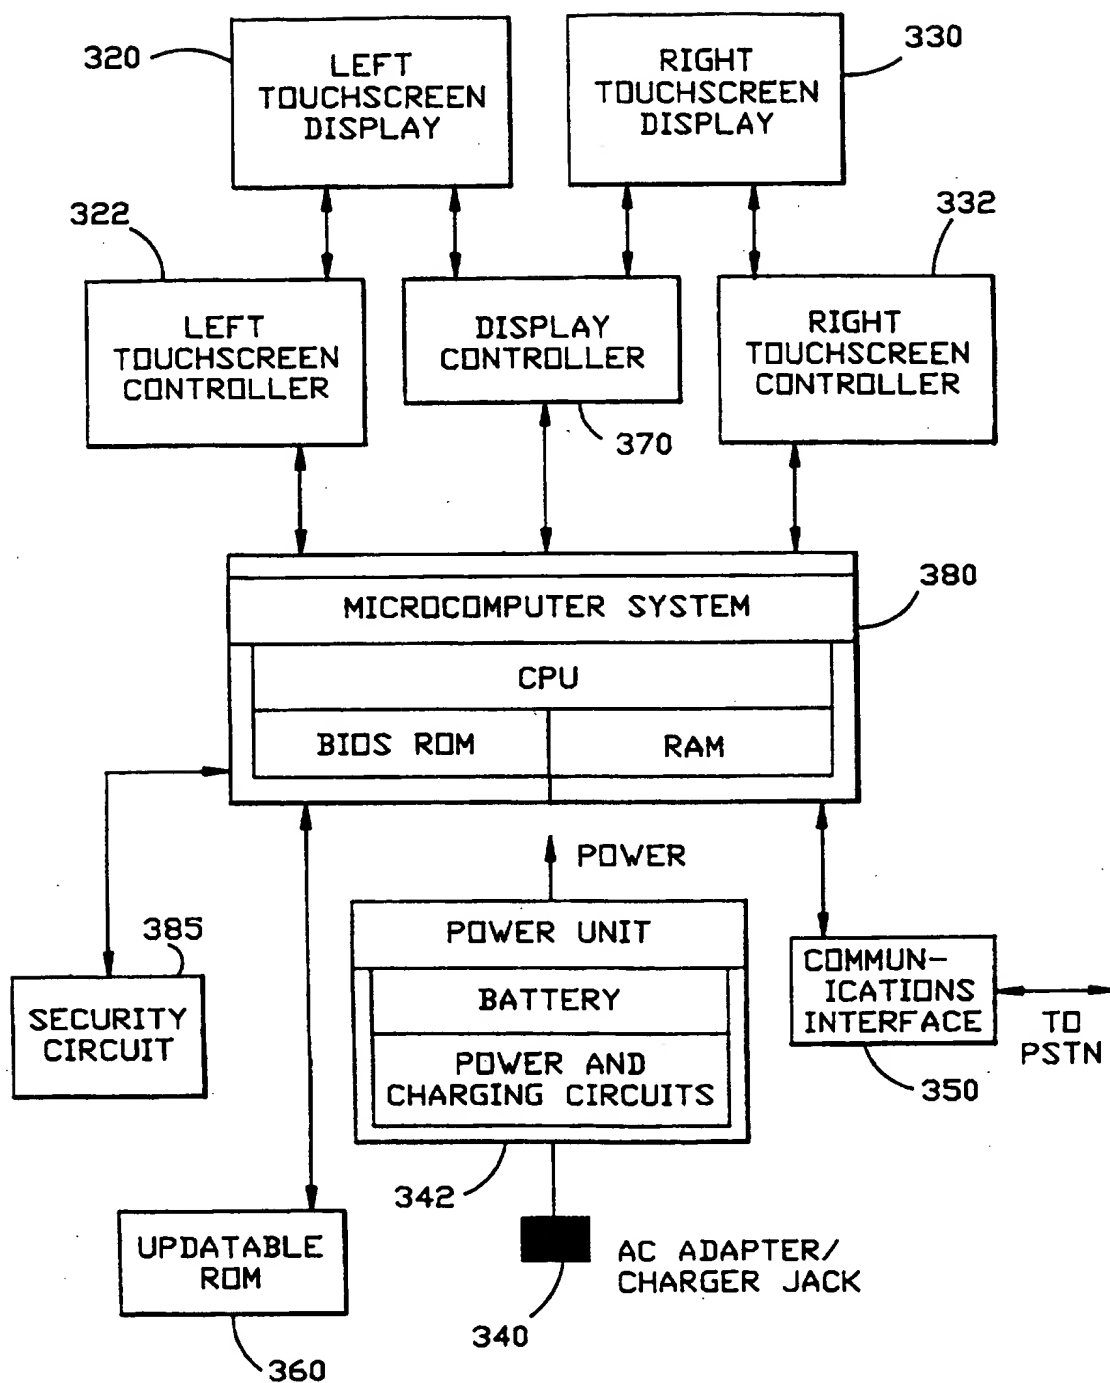 320
LEFT
TOUCHSCREEN
DISPLAY
RIGHT
TOUCHSCREEN
DISPLAY
330
322
LEFT
TOUCHSCREEN
CONTROLLER
DISPLAY
CONTROLLER
370
332
RIGHT
TOUCHSCREEN
CONTROLLER
380
MICROCOMPUTER SYSTEM
CPU
BIOS ROM
RAM
POWER
385
SECURITY
CIRCUIT
POWER UNIT
BATTERY
POWER AND
CHARGING CIRCUITS
342
COMMUN-
ICATIONS
INTERFACE
350
TO
PSTN
UPDATABLE
ROM
360
340
AC ADAPTER/
CHARGER JACK